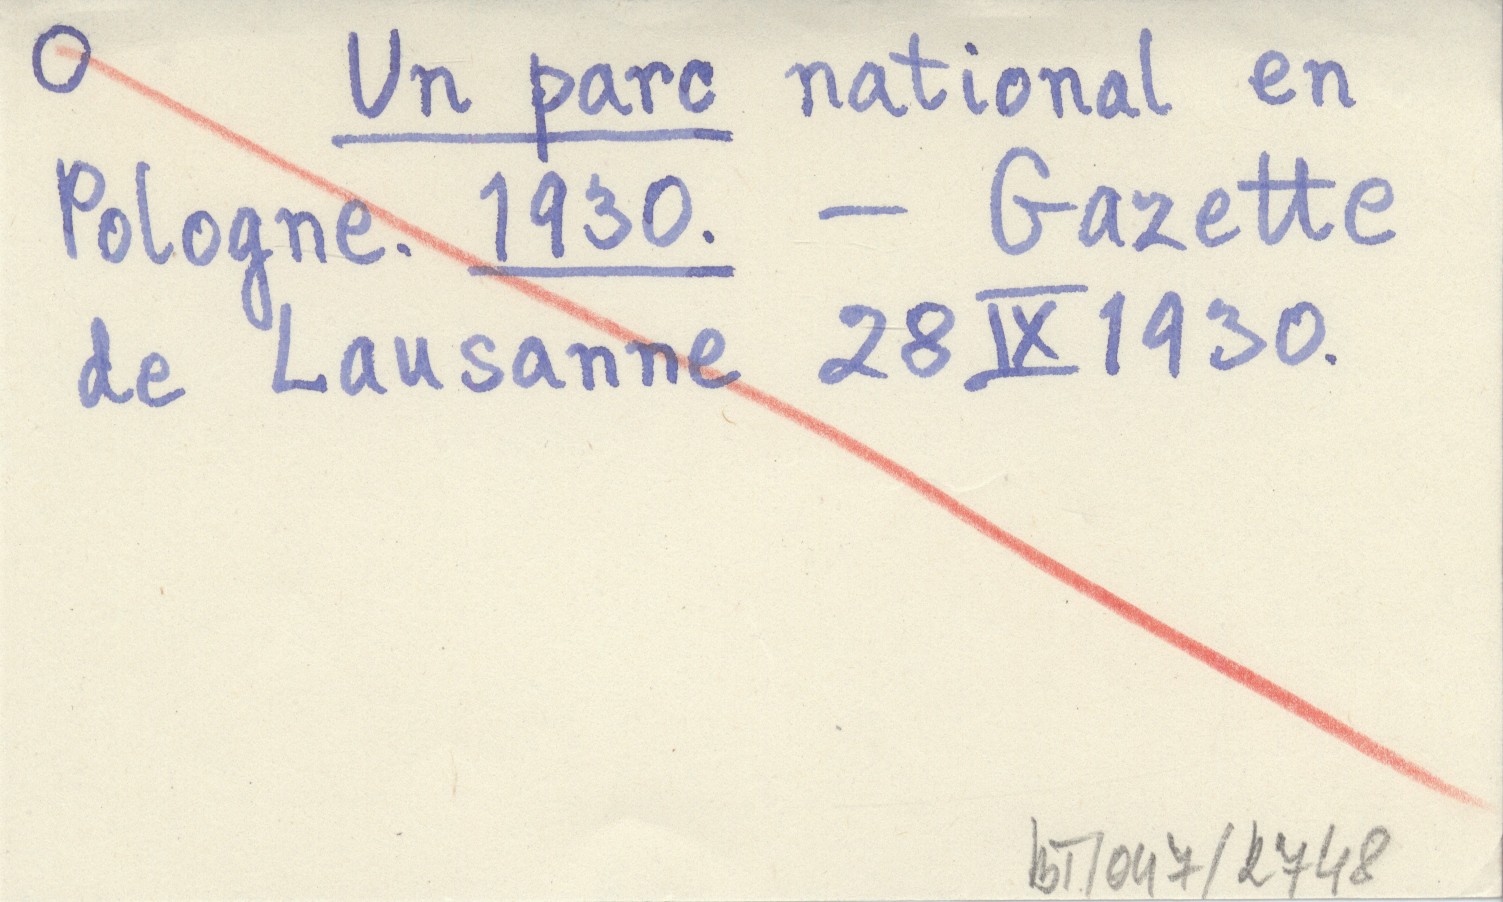 O Un parc national en
Pologne. 1930. – Gazette
de Lausanne 28 IX 1930.
BT/047/2748